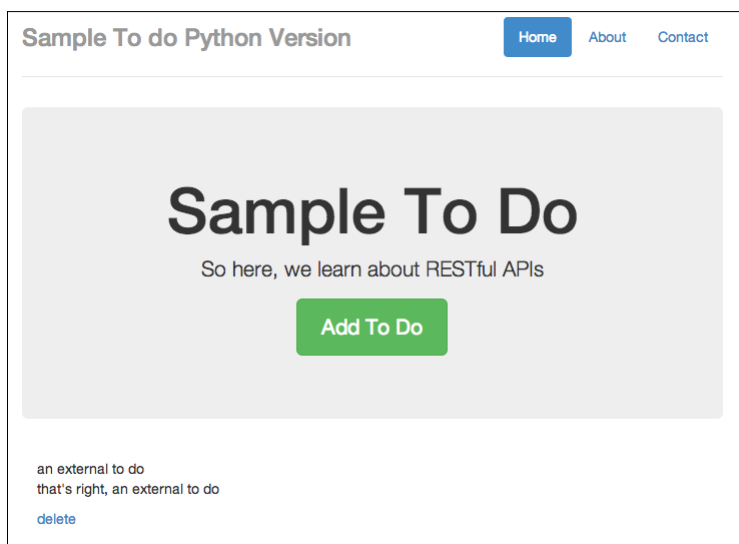 Sample To do Python Version
Home About Contact
Sample To Do
So here, we learn about RESTful APIs
Add To Do
an external to do
that's right, an external to do
delete